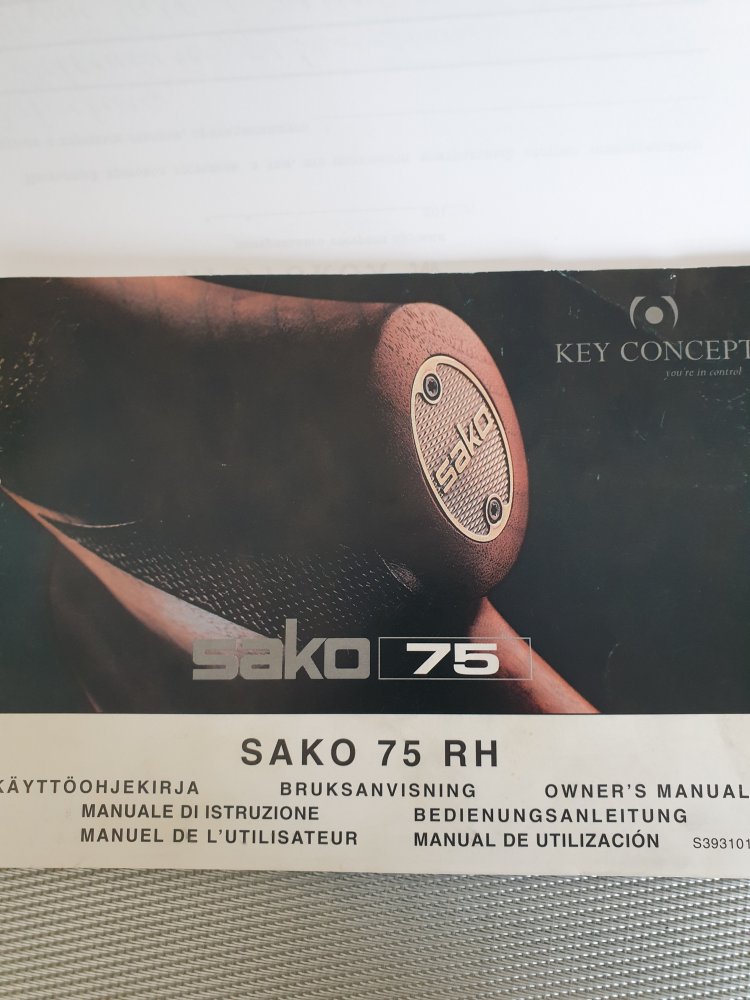 KEY CONCEPT
you're in control
sako
sako 75
SAKO 75 RH
KÄYTTÖOHJEKIRJA BRUKSANVISNING OWNER'S MANUAL
MANUALE DI ISTRUZIONE BEDIENUNGSANLEITUNG
MANUEL DE L'UTILISATEUR MANUAL DE UTILIZACIÓN S393101